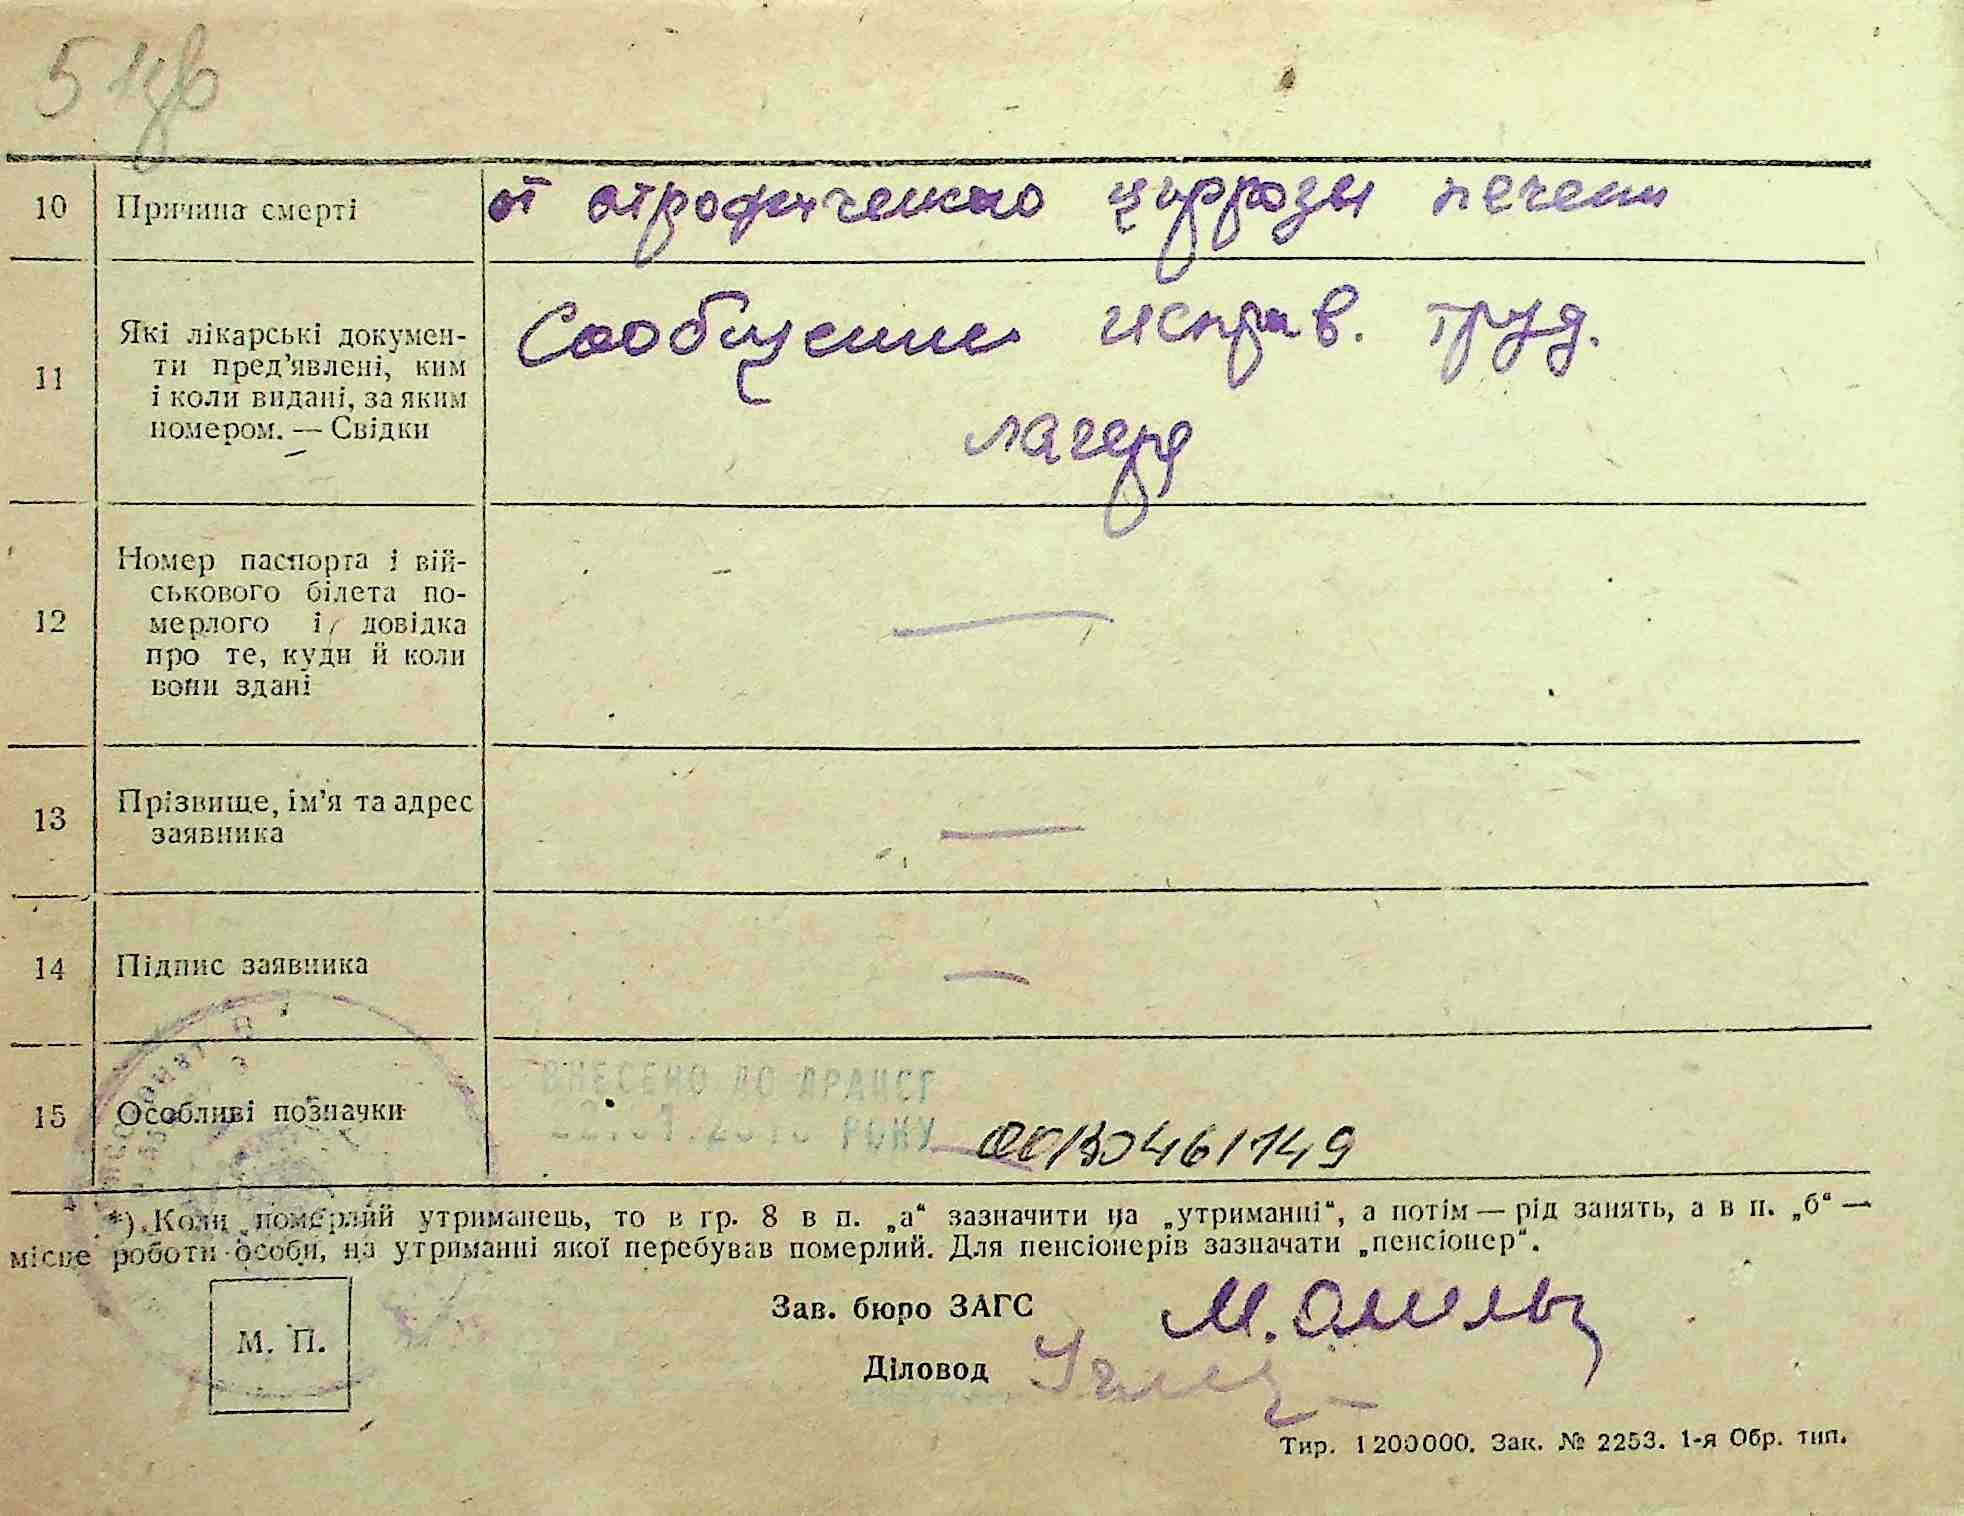 10 Причина смерті от атрофическо циррозы печени
11 Які лікарські докумен-
ти пред’явлені, ким
і коли видані, за яким
номером. — Свідки
Сообщение исправ. труд.
лагеря
12 Номер паспорта і вій-
ськового білета по-
мерлого і довідка
про те, куди й коли
вони здані
—
13 Прізвище, ім’я та адрес
заявника
—
14 Підпис заявника —
15 Особливі позначки
ВНЕСЕНО ДО ДРАЦСГ
РОКУ 00130461149
*) Коли померлий утриманець, то в гр. 8 в п. „а“ зазначити на „утриманні“, а потім — рід занять, а в п. „б“ —
місце роботи особи, на утриманні якої перебував померлий. Для пенсіонерів зазначати „пенсіонер“.
Зав. бюро ЗАГС
М. П.
Діловод
Тир. 1200000. Зак. № 2253. 1-я Обр. тип.